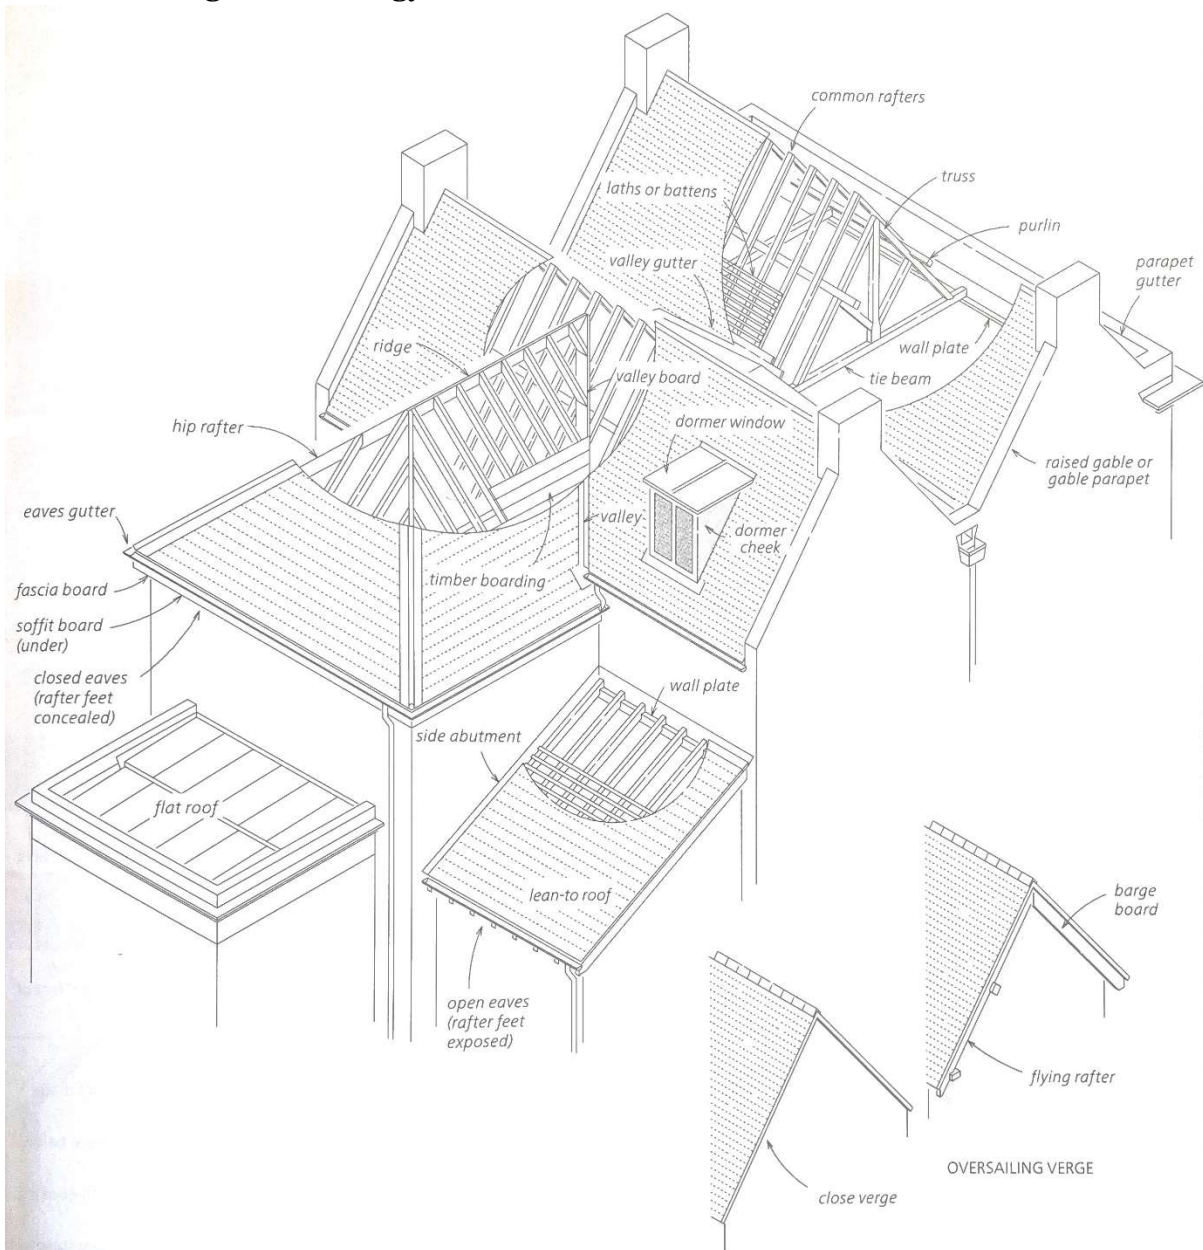 common rafters
laths or battens
truss
purlin
valley gutter
parapet
gutter
ridge
wall plate
valley board
tie beam
hip rafter
dormer window
raised gable or
gable parapet
eaves gutter
valley
dormer
cheek
timber boarding
fascia board
soffit board
(under)
closed eaves
(rafter feet
concealed)
wall plate
side abutment
flat roof
lean-to roof
barge
board
open eaves
(rafter feet
exposed)
flying rafter
OVERSAILING VERGE
close verge